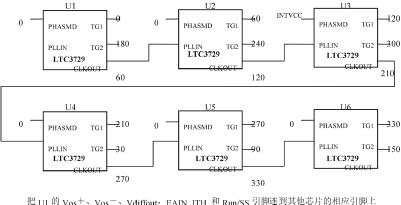 U1 U2 U3
0 PHASMD TG1 0 0 PHASMD TG1 60 INTVCC PHASMD TG1 120
PLLIN TG2 180 PLLIN TG2 240 PLLIN TG2 300
LTC3729 LTC3729 LTC3729
CLKOUT CLKOUT CLKOUT
60 120 210
U4 U5 U6
0 PHASMD TG1 210 0 PHASMD TG1 270 0 PHASMD TG1 330
PLLIN TG2 30 PLLIN TG2 90 PLLIN TG2 150
LTC3729 LTC3729 LTC3729
CLKOUT CLKOUT CLKOUT
270 330
把 U1 的 Vos+、Vos-、Vdiffout; EAIN ITH 和 Run/SS 引脚连到其他芯片的相应引脚上